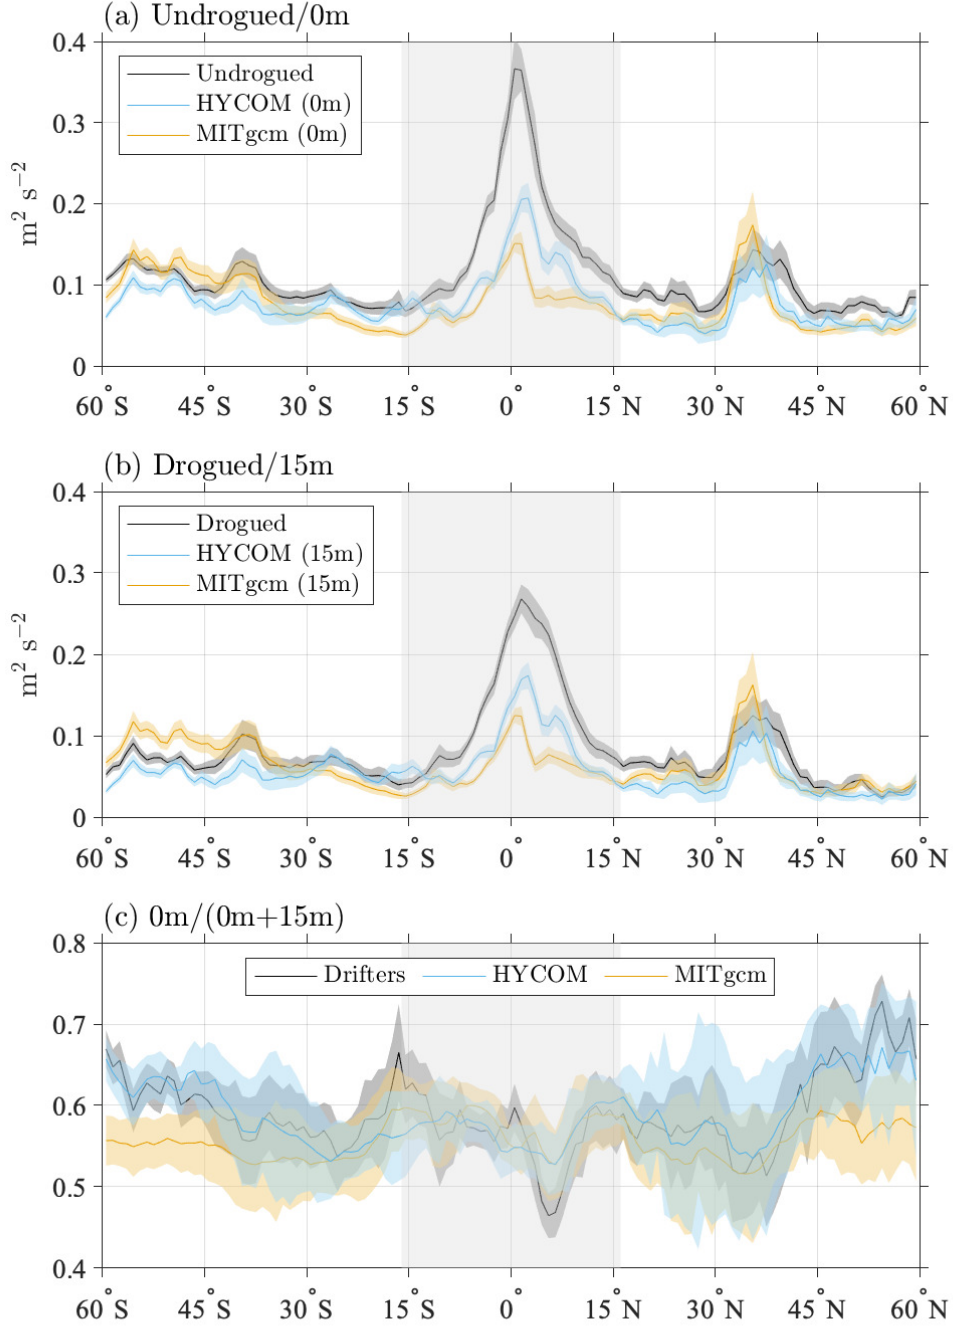 (a) Undrogued/0m
0.4
0.3
0.2
0.1
0
m² s⁻²
Undrogued
HYCOM (0m)
MITgcm (0m)
60°S 45°S 30°S 15°S 0° 15°N 30°N 45°N 60°N
(b) Drogued/15m
0.4
0.3
0.2
0.1
0
m² s⁻²
Drogued
HYCOM (15m)
MITgcm (15m)
60°S 45°S 30°S 15°S 0° 15°N 30°N 45°N 60°N
(c) 0m/(0m+15m)
0.8
0.7
0.6
0.5
0.4
Drifters HYCOM MITgcm
60°S 45°S 30°S 15°S 0° 15°N 30°N 45°N 60°N